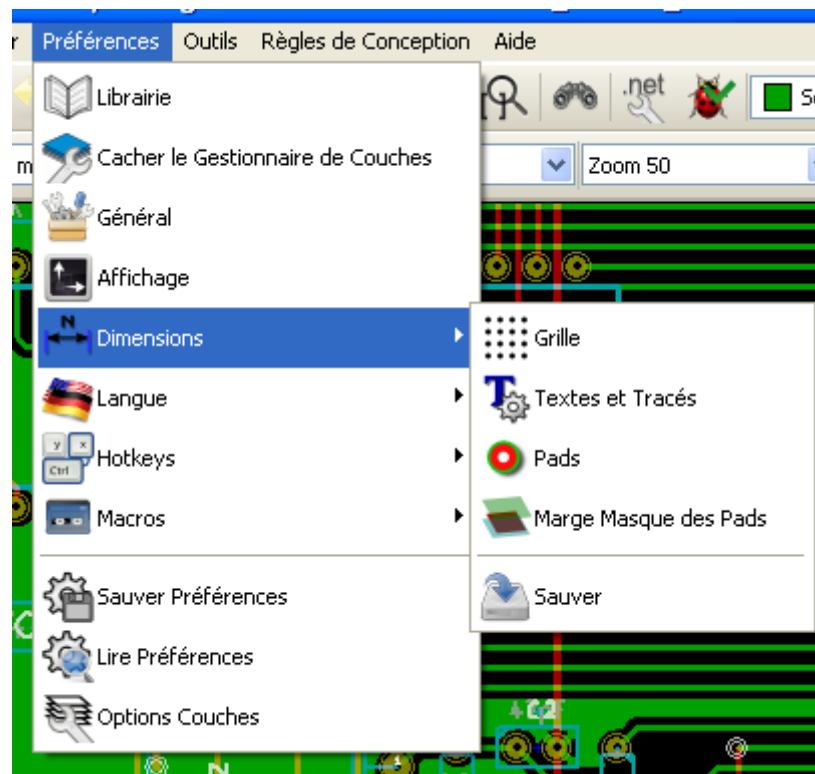 r Préférences Outils Règles de Conception Aide
Librairie
.net
Cacher le Gestionnaire de Couches
m
Zoom 50
Général
Affichage
N
Dimensions
Grille
Langue
Textes et Tracés
y x
Ctrl
Hotkeys
Pads
Macros
Marge Masque des Pads
Sauver Préférences
Sauver
Lire Préférences
Options Couches